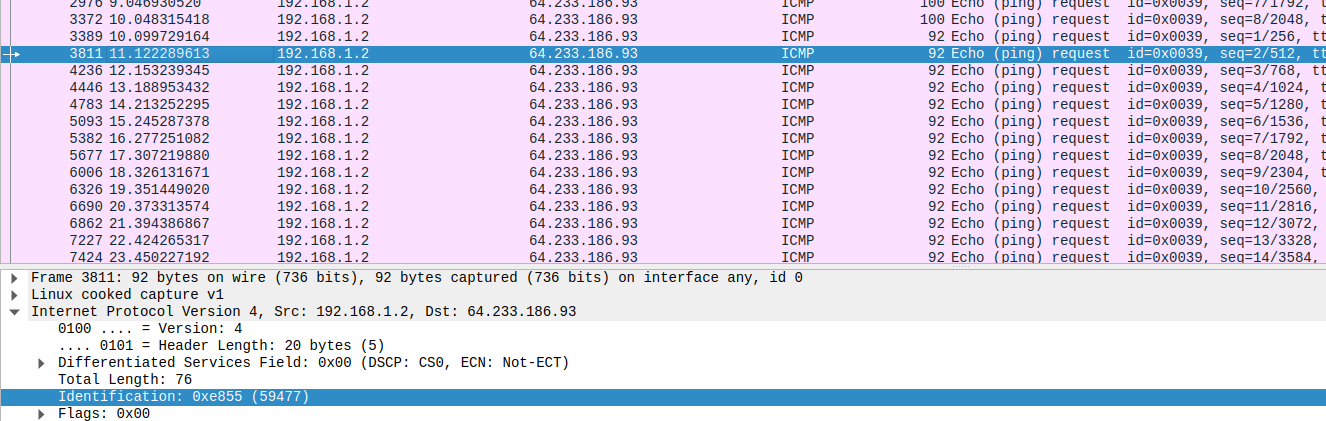 2976 9.046930520 192.168.1.2 64.233.186.93 ICMP 100 Echo (ping) request id=0x0039, seq=7/1792, t
3372 10.048315418 192.168.1.2 64.233.186.93 ICMP 100 Echo (ping) request id=0x0039, seq=8/2048, t
3389 10.099729164 192.168.1.2 64.233.186.93 ICMP 92 Echo (ping) request id=0x0039, seq=1/256, tt
3811 11.122289613 192.168.1.2 64.233.186.93 ICMP 92 Echo (ping) request id=0x0039, seq=2/512, tt
4236 12.153239345 192.168.1.2 64.233.186.93 ICMP 92 Echo (ping) request id=0x0039, seq=3/768, tt
4446 13.188953432 192.168.1.2 64.233.186.93 ICMP 92 Echo (ping) request id=0x0039, seq=4/1024, t
4783 14.213252295 192.168.1.2 64.233.186.93 ICMP 92 Echo (ping) request id=0x0039, seq=5/1280, t
5093 15.245287378 192.168.1.2 64.233.186.93 ICMP 92 Echo (ping) request id=0x0039, seq=6/1536, t
5382 16.277251082 192.168.1.2 64.233.186.93 ICMP 92 Echo (ping) request id=0x0039, seq=7/1792, t
5677 17.307219880 192.168.1.2 64.233.186.93 ICMP 92 Echo (ping) request id=0x0039, seq=8/2048, t
6006 18.326131671 192.168.1.2 64.233.186.93 ICMP 92 Echo (ping) request id=0x0039, seq=9/2304, t
6326 19.351449020 192.168.1.2 64.233.186.93 ICMP 92 Echo (ping) request id=0x0039, seq=10/2560,
6690 20.373313574 192.168.1.2 64.233.186.93 ICMP 92 Echo (ping) request id=0x0039, seq=11/2816,
6862 21.394386867 192.168.1.2 64.233.186.93 ICMP 92 Echo (ping) request id=0x0039, seq=12/3072,
7227 22.424265317 192.168.1.2 64.233.186.93 ICMP 92 Echo (ping) request id=0x0039, seq=13/3328,
7424 23.450227192 192.168.1.2 64.233.186.93 ICMP 92 Echo (ping) request id=0x0039, seq=14/3584,
Frame 3811: 92 bytes on wire (736 bits), 92 bytes captured (736 bits) on interface any, id 0
Linux cooked capture v1
Internet Protocol Version 4, Src: 192.168.1.2, Dst: 64.233.186.93
0100 .... = Version: 4
.... 0101 = Header Length: 20 bytes (5)
Differentiated Services Field: 0x00 (DSCP: CS0, ECN: Not-ECT)
Total Length: 76
Identification: 0xe855 (59477)
Flags: 0x00